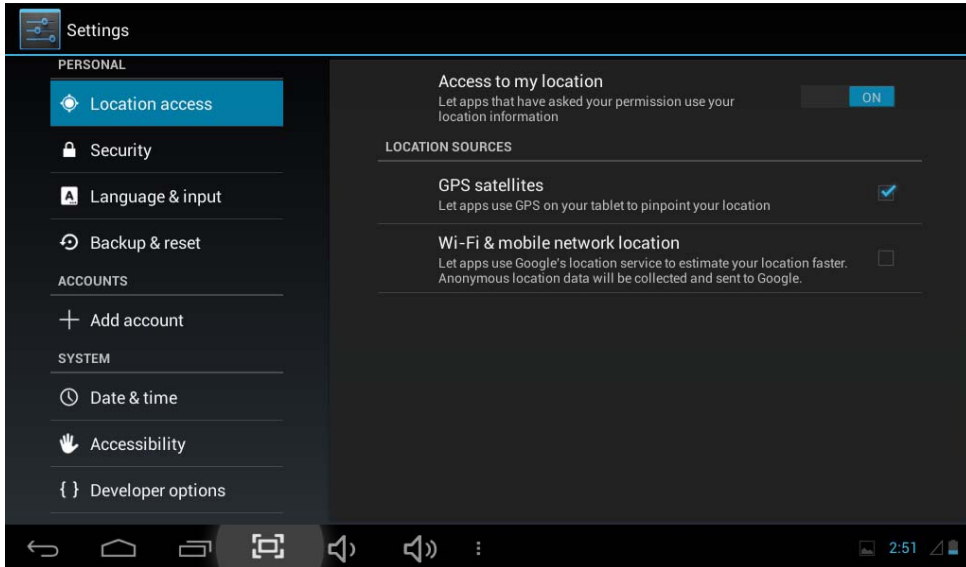 Settings
PERSONAL
Location access
Security
Language & input
Backup & reset
ACCOUNTS
Add account
SYSTEM
Date & time
Accessibility
{ } Developer options
Access to my location
Let apps that have asked your permission use your
location information
ON
LOCATION SOURCES
GPS satellites
Let apps use GPS on your tablet to pinpoint your location
Wi-Fi & mobile network location
Let apps use Google's location service to estimate your location faster.
Anonymous location data will be collected and sent to Google.
2:51